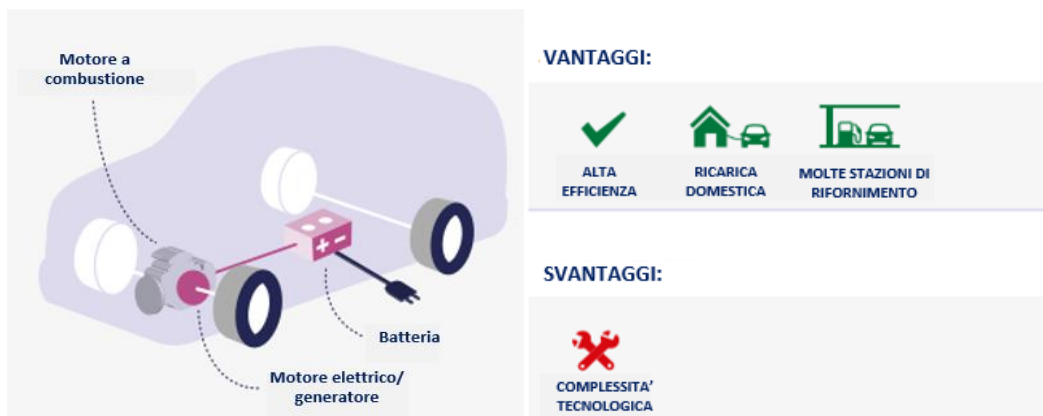 Motore a
combustione
Batteria
Motore elettrico/
generatore
VANTAGGI:
ALTA
EFFICIENZA
RICARICA
DOMESTICA
MOLTE STAZIONI DI
RIFORNIMENTO
SVANTAGGI:
COMPLESSITA’
TECNOLOGICA